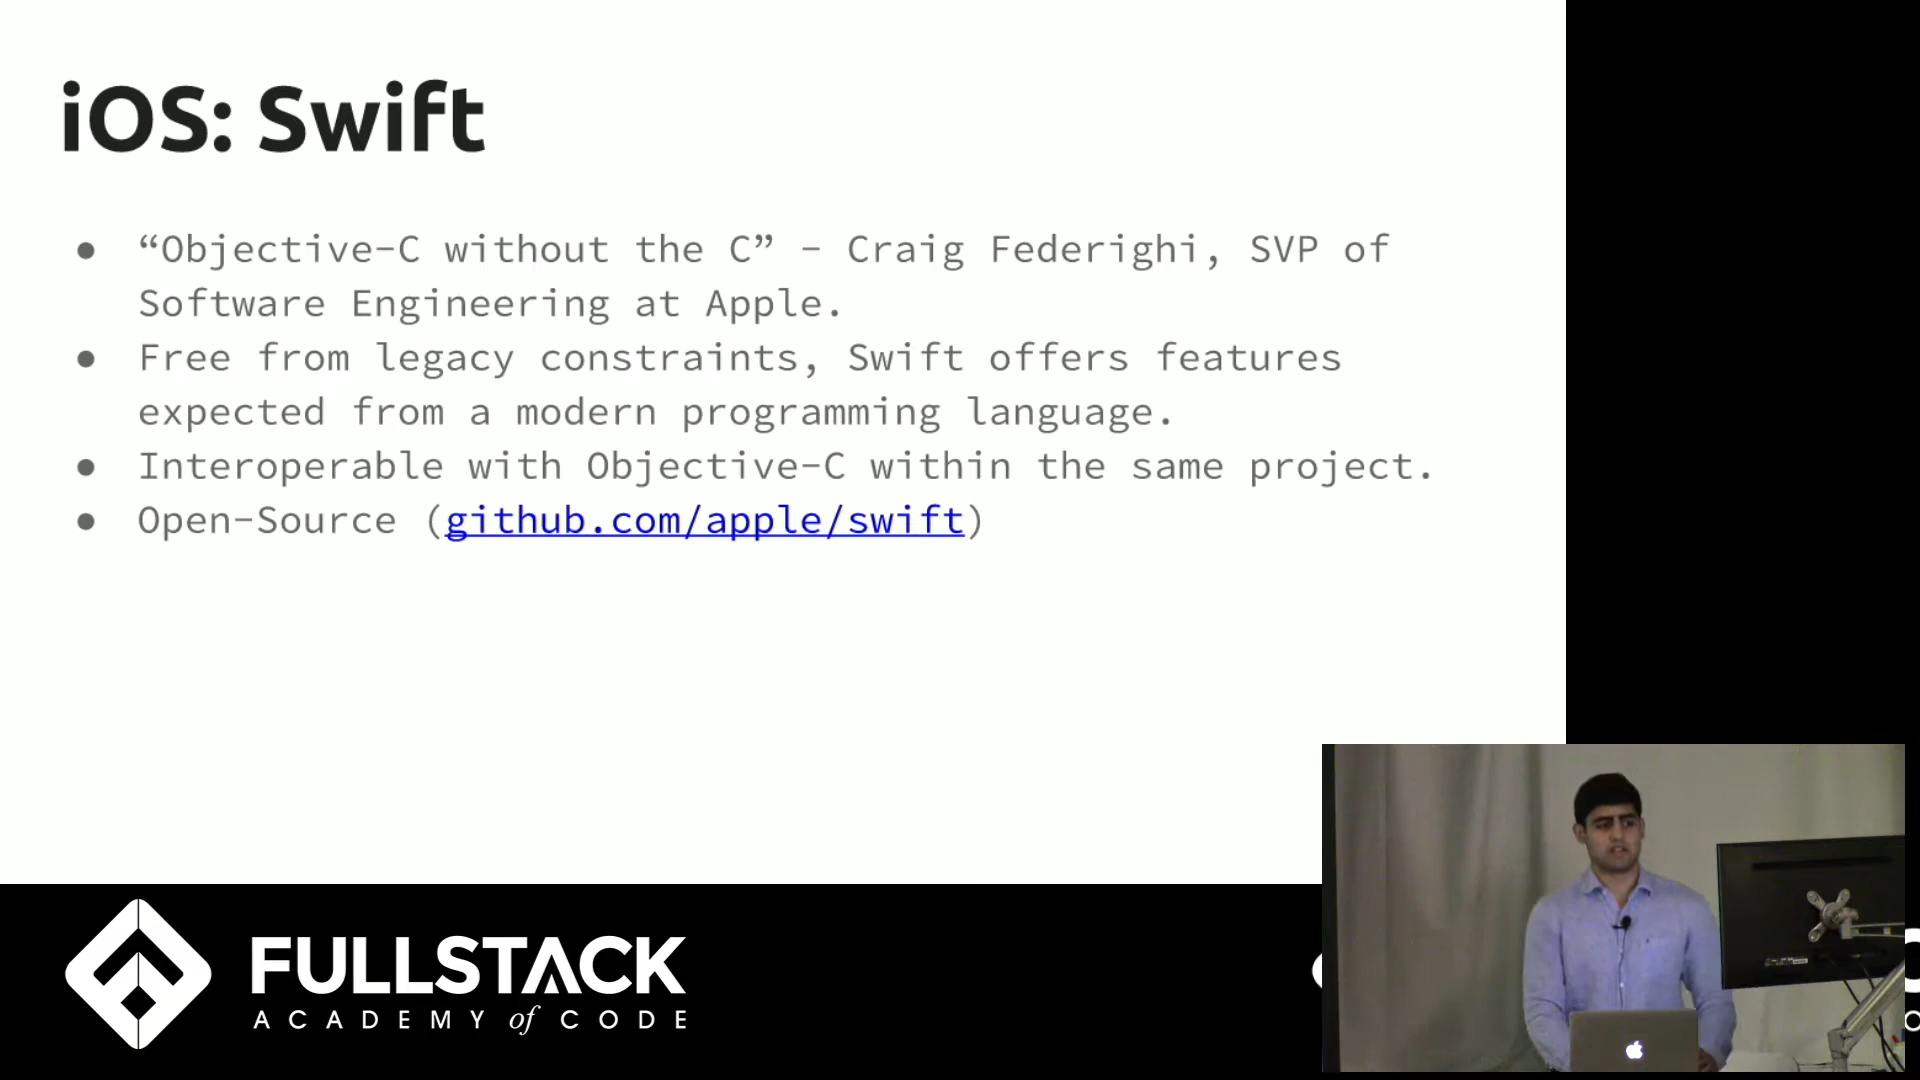 iOS: Swift
● “Objective-C without the C” - Craig Federighi, SVP of
Software Engineering at Apple.
● Free from legacy constraints, Swift offers features
expected from a modern programming language.
● Interoperable with Objective-C within the same project.
● Open-Source (github.com/apple/swift)
FULLSTACK
ACADEMY of CODE